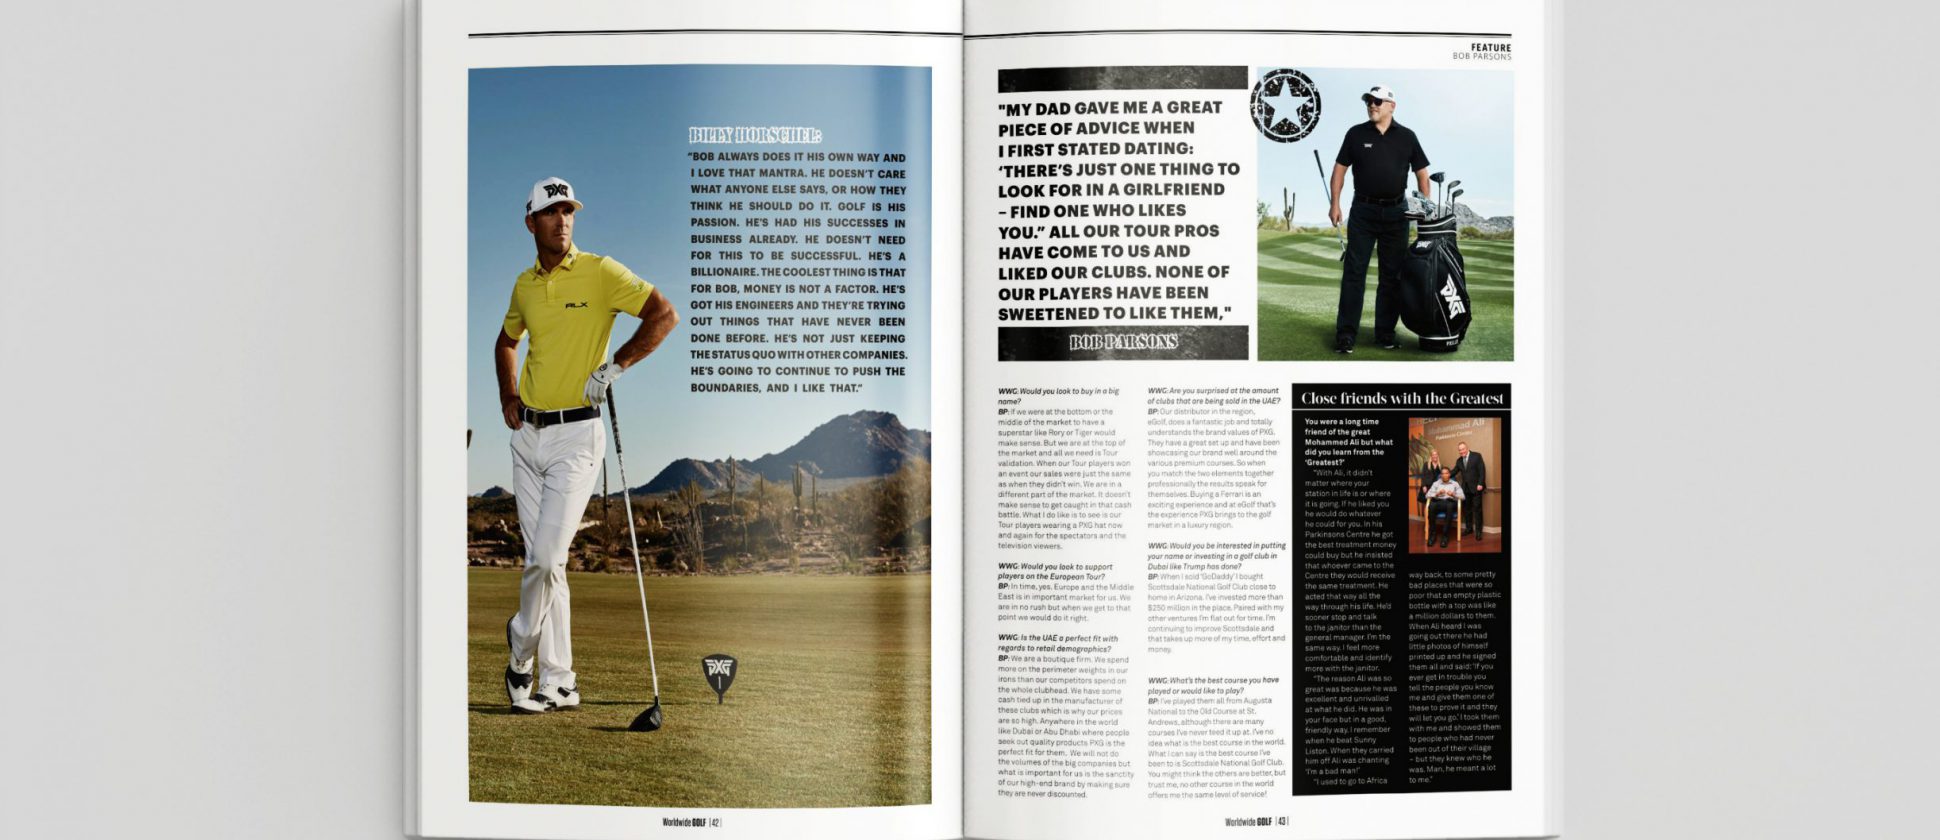 BILLY HORSCHEL:
"BOB ALWAYS DOES IT HIS OWN WAY AND
I LOVE THAT MANTRA. HE DOESN'T CARE
WHAT ANYONE ELSE SAYS, OR HOW THEY
THINK HE SHOULD DO IT. GOLF IS HIS
PASSION. HE'S HAD HIS SUCCESSES IN
BUSINESS ALREADY. HE DOESN'T NEED
FOR THIS TO BE SUCCESSFUL. HE'S A
BILLIONAIRE. THE COOLEST THING IS THAT
FOR BOB, MONEY IS NOT A FACTOR. HE'S
GOT HIS ENGINEERS AND THEY'RE TRYING
OUT THINGS THAT HAVE NEVER BEEN
DONE BEFORE. HE'S NOT JUST KEEPING
THE STATUS QUO WITH OTHER COMPANIES.
HE'S GOING TO CONTINUE TO PUSH THE
BOUNDARIES, AND I LIKE THAT."
PXG
RLX
PXG
Worldwide GOLF |42|
FEATURE
BOB PARSONS
"MY DAD GAVE ME A GREAT
PIECE OF ADVICE WHEN
I FIRST STATED DATING:
'THERE'S JUST ONE THING TO
LOOK FOR IN A GIRLFRIEND
– FIND ONE WHO LIKES
YOU." ALL OUR TOUR PROS
HAVE COME TO US AND
LIKED OUR CLUBS. NONE OF
OUR PLAYERS HAVE BEEN
SWEETENED TO LIKE THEM,"
BOB PARSONS
PXG
WWG: Would you look to buy in a big
name?
BP: If we were at the bottom or the
middle of the market to have a
superstar like Rory or Tiger would
make sense. But we are at the top of
the market and all we need is Tour
validation. When our Tour players won
an event our sales were just the same
as when they didn't win. We are in a
different part of the market. It doesn't
make sense to get caught in that cash
battle. What I do like to see is our
Tour players wearing a PXG hat now
and again for the spectators and the
television viewers.
WWG: Would you look to support
players on the European Tour?
BP: In time, yes. Europe and the Middle
East is in important market for us. We
are in no rush but when we get to that
point we would do it right.
WWG: Is the UAE a perfect fit with
regards to retail demographics?
BP: We are a boutique firm. We spend
more on the perimeter weights in our
irons than our competitors spend on
the whole clubhead. We have some
cash tied up in the manufacturer of
these clubs which is why our prices
are so high. Anywhere in the world
like Dubai or Abu Dhabi where people
seek out quality products PXG is the
perfect fit for them. We will not do
the volumes of the big companies but
what is important for us is the sanctity
of our high-end brand by making sure
they are never discounted.
WWG: Are you surprised at the amount
of clubs that are being sold in the UAE?
BP: Our distributor in the region,
eGolf, does a fantastic job and totally
understands the brand values of PXG.
They have a great set up and have been
showcasing our brand well around the
various premium courses. So when
you match the two elements together
professionally the results speak for
themselves. Buying a Ferrari is an
exciting experience and at eGolf that's
the experience PXG brings to the golf
market in a luxury region.
WWG: Would you be interested in putting
your name or investing in a golf club in
Dubai like Trump has done?
BP: When I sold 'GoDaddy' I bought
Scottsdale National Golf Club close to
home in Arizona. I've invested more than
$250 million in the place. Paired with my
other ventures I'm flat out for time. I'm
continuing to improve Scottsdale and
that takes up more of my time, effort and
money.
WWG: What's the best course you have
played or would like to play?
BP: I've played them all from Augusta
National to the Old Course at St.
Andrews, although there are many
courses I've never teed it up at. I've no
idea what is the best course in the world.
What I can say is the best course I've
been to is Scottsdale National Golf Club.
You might think the others are better, but
trust me, no other course in the world
offers me the same level of service!
Close friends with the Greatest
You were a long time
friend of the great
Mohammed Ali but what
did you learn from the
'Greatest?'
"With Ali, it didn't
matter where your
station in life is or where
it is going. If he liked you
he would do whatever
he could for you. In his
Parkinsons Centre he got
the best treatment money
could buy but he insisted
that whoever came to the
Centre they would receive
the same treatment. He
acted that way all the
way through his life. He'd
sooner stop and talk
to the janitor than the
general manager. I'm the
same way. I feel more
comfortable and identify
more with the janitor.
"The reason Ali was so
great was because he was
excellent and unrivalled
at what he did. He was in
your face but in a good,
friendly way. I remember
when he beat Sunny
Liston. When they carried
him off Ali was chanting
'I'm a bad man!'
"I used to go to Africa
Muhammad Ali
Parkinson Center
way back, to some pretty
bad places that were so
poor that an empty plastic
bottle with a top was like
a million dollars to them.
When Ali heard I was
going out there he had
little photos of himself
printed up and he signed
them all and said: 'If you
ever get in trouble you
tell the people you know
me and give them one of
these to prove it and they
will let you go.' I took them
with me and showed them
to people who had never
been out of their village
– but they knew who he
was. Man, he meant a lot
to me."
Worldwide GOLF |43|